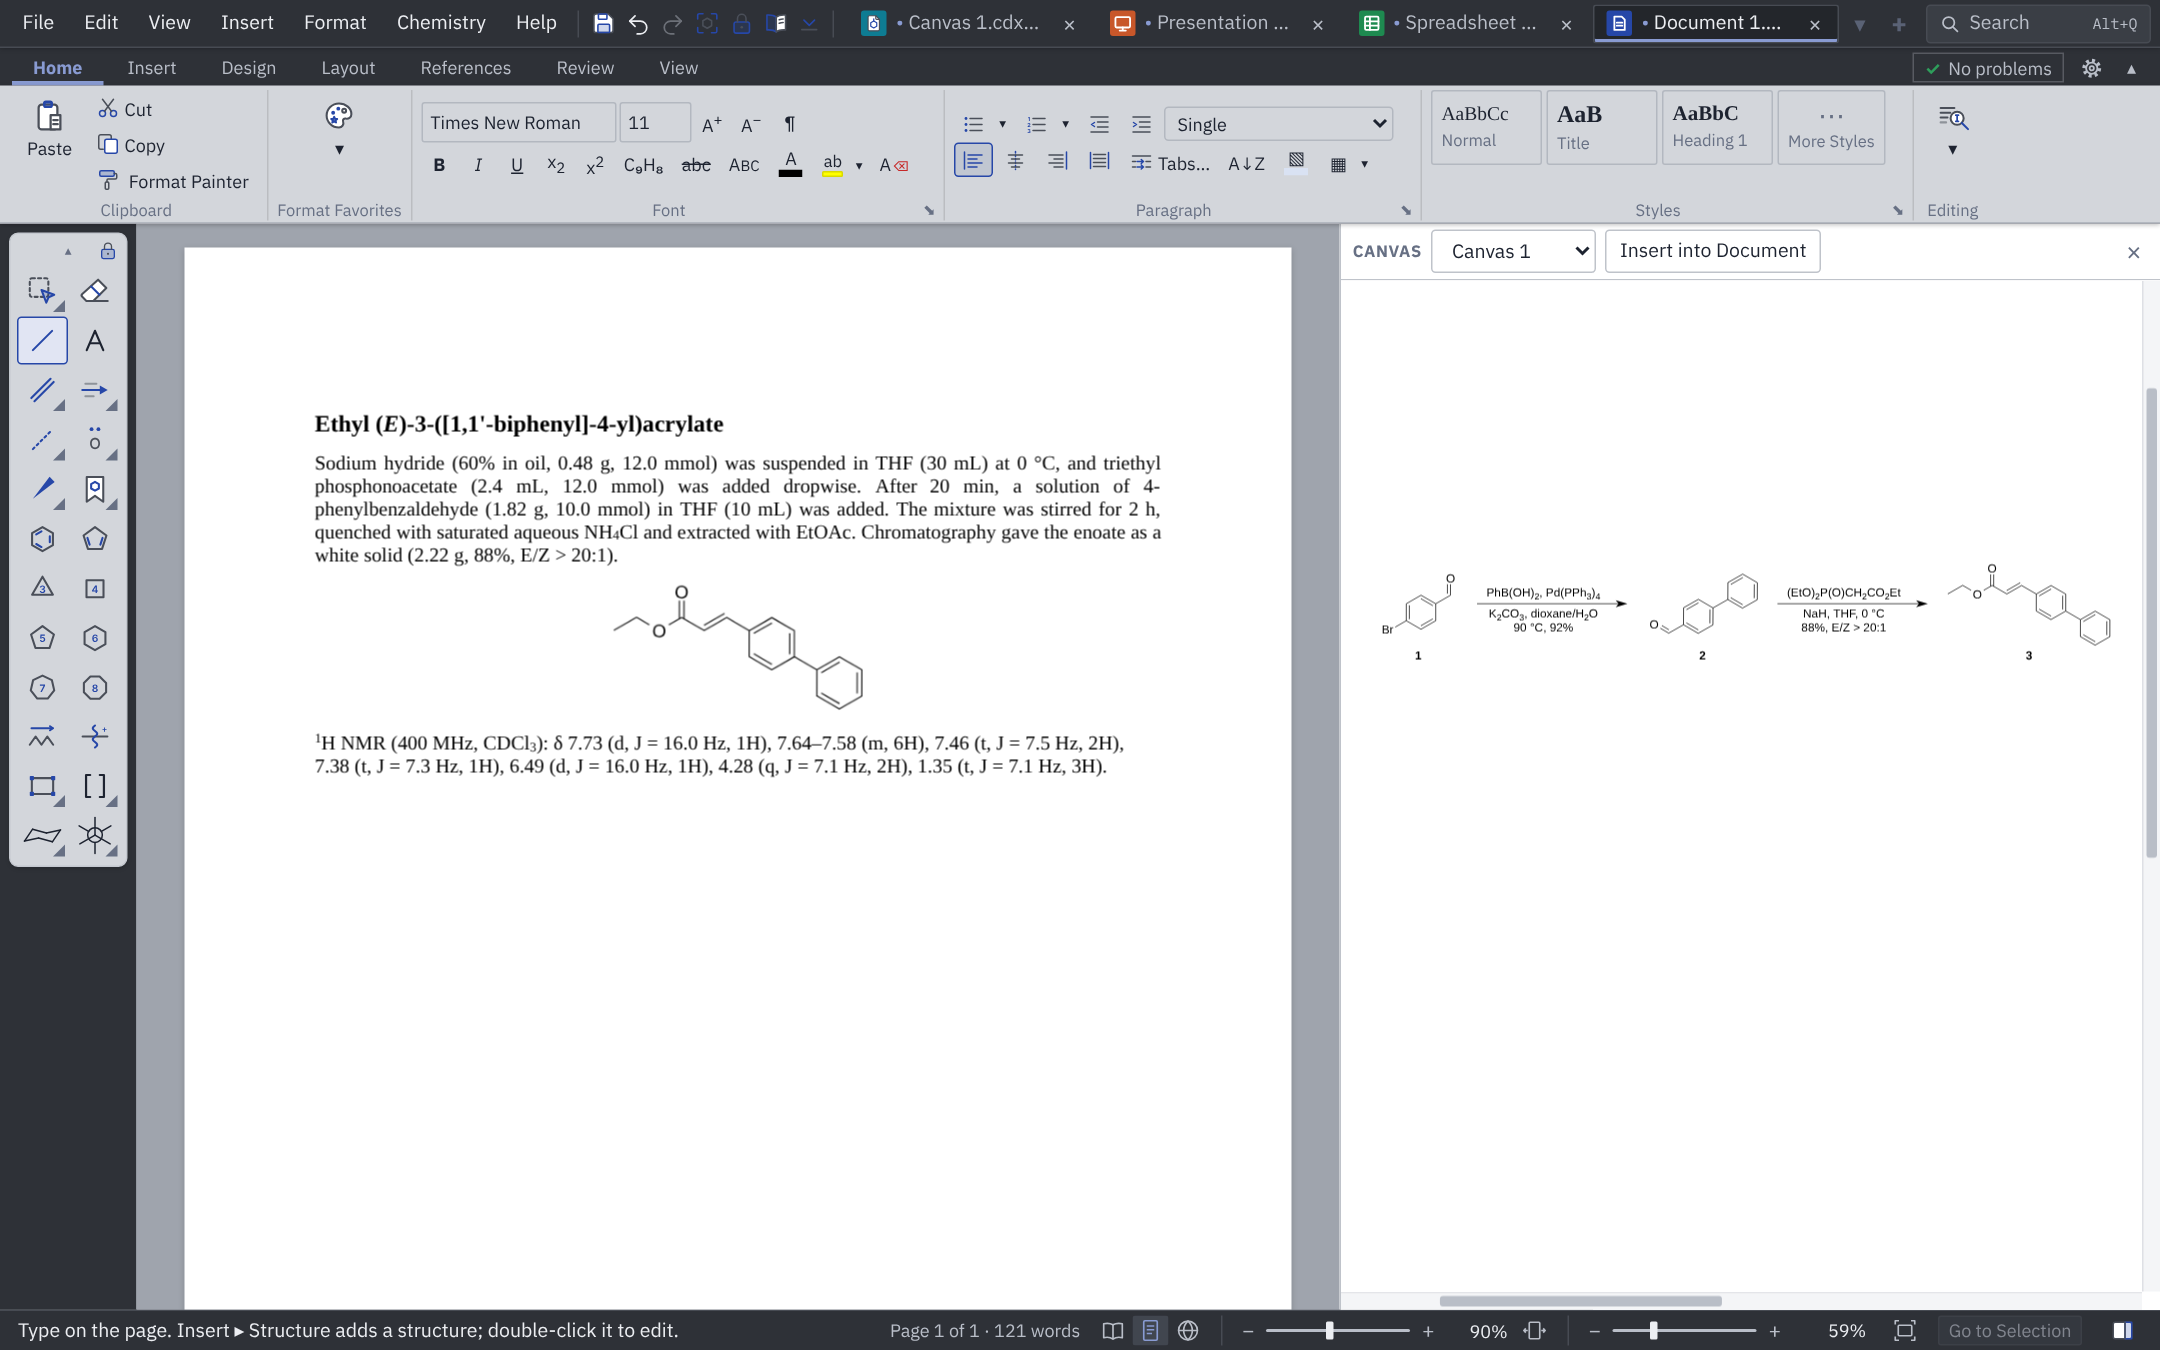 File Edit View Insert Format Chemistry Help • Canvas 1.cdx... × • Presentation ... × • Spreadsheet ... × • Document 1.... × Search Alt+Q
Home Insert Design Layout References Review View No problems
Paste Cut Copy Format Painter Clipboard
Format Favorites
Times New Roman 11 A+ A− ¶
B I U x₂ x² C₉H₈ abc ABC A ab A
Font
Single
Tabs... A↓Z
Paragraph
AaBbCc Normal AaB Title AaBbC Heading 1 ... More Styles
Styles
Editing
CANVAS Canvas 1 Insert into Document ×
A
3 4
5 6
7 8
Ethyl (E)-3-([1,1'-biphenyl]-4-yl)acrylate
Sodium hydride (60% in oil, 0.48 g, 12.0 mmol) was suspended in THF (30 mL) at 0 °C, and triethyl
phosphonoacetate (2.4 mL, 12.0 mmol) was added dropwise. After 20 min, a solution of 4-
phenylbenzaldehyde (1.82 g, 10.0 mmol) in THF (10 mL) was added. The mixture was stirred for 2 h,
quenched with saturated aqueous NH₄Cl and extracted with EtOAc. Chromatography gave the enoate as a
white solid (2.22 g, 88%, E/Z > 20:1).
O
O
¹H NMR (400 MHz, CDCl₃): δ 7.73 (d, J = 16.0 Hz, 1H), 7.64–7.58 (m, 6H), 7.46 (t, J = 7.5 Hz, 2H),
7.38 (t, J = 7.3 Hz, 1H), 6.49 (d, J = 16.0 Hz, 1H), 4.28 (q, J = 7.1 Hz, 2H), 1.35 (t, J = 7.1 Hz, 3H).
Br O
1
PhB(OH)₂, Pd(PPh₃)₄
K₂CO₃, dioxane/H₂O
90 °C, 92%
O
2
(EtO)₂P(O)CH₂CO₂Et
NaH, THF, 0 °C
88%, E/Z > 20:1
O
O
3
Type on the page. Insert ▸ Structure adds a structure; double-click it to edit. Page 1 of 1 · 121 words − + 90% − + 59% Go to Selection